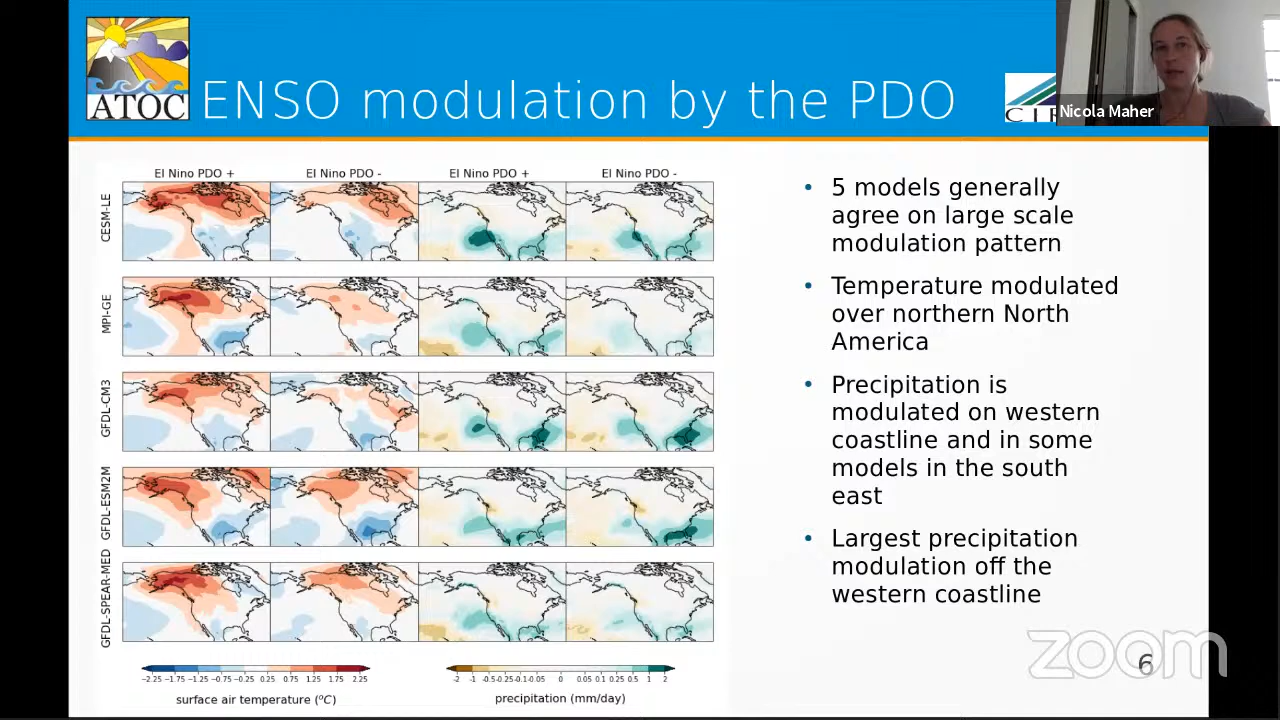 ATOC
ENSO modulation by the PDO
Nicola Maher
El Nino PDO +
El Nino PDO -
El Nino PDO +
El Nino PDO -
CESM-LE
MPI-GE
GFDL-CM3
GFDL-ESM2M
GFDL-SPEAR-MED
-2.25 -1.75 -1.25 -0.75 -0.25 0.25 0.75 1.25 1.75 2.25
surface air temperature (°C)
-2 -1 -0.5 -0.25 -0.1 -0.05 0 0.05 0.1 0.25 0.5 1 2
precipitation (mm/day)
• 5 models generally
agree on large scale
modulation pattern
• Temperature modulated
over northern North
America
• Precipitation is
modulated on western
coastline and in some
models in the south
east
• Largest precipitation
modulation off the
western coastline
zoom
6